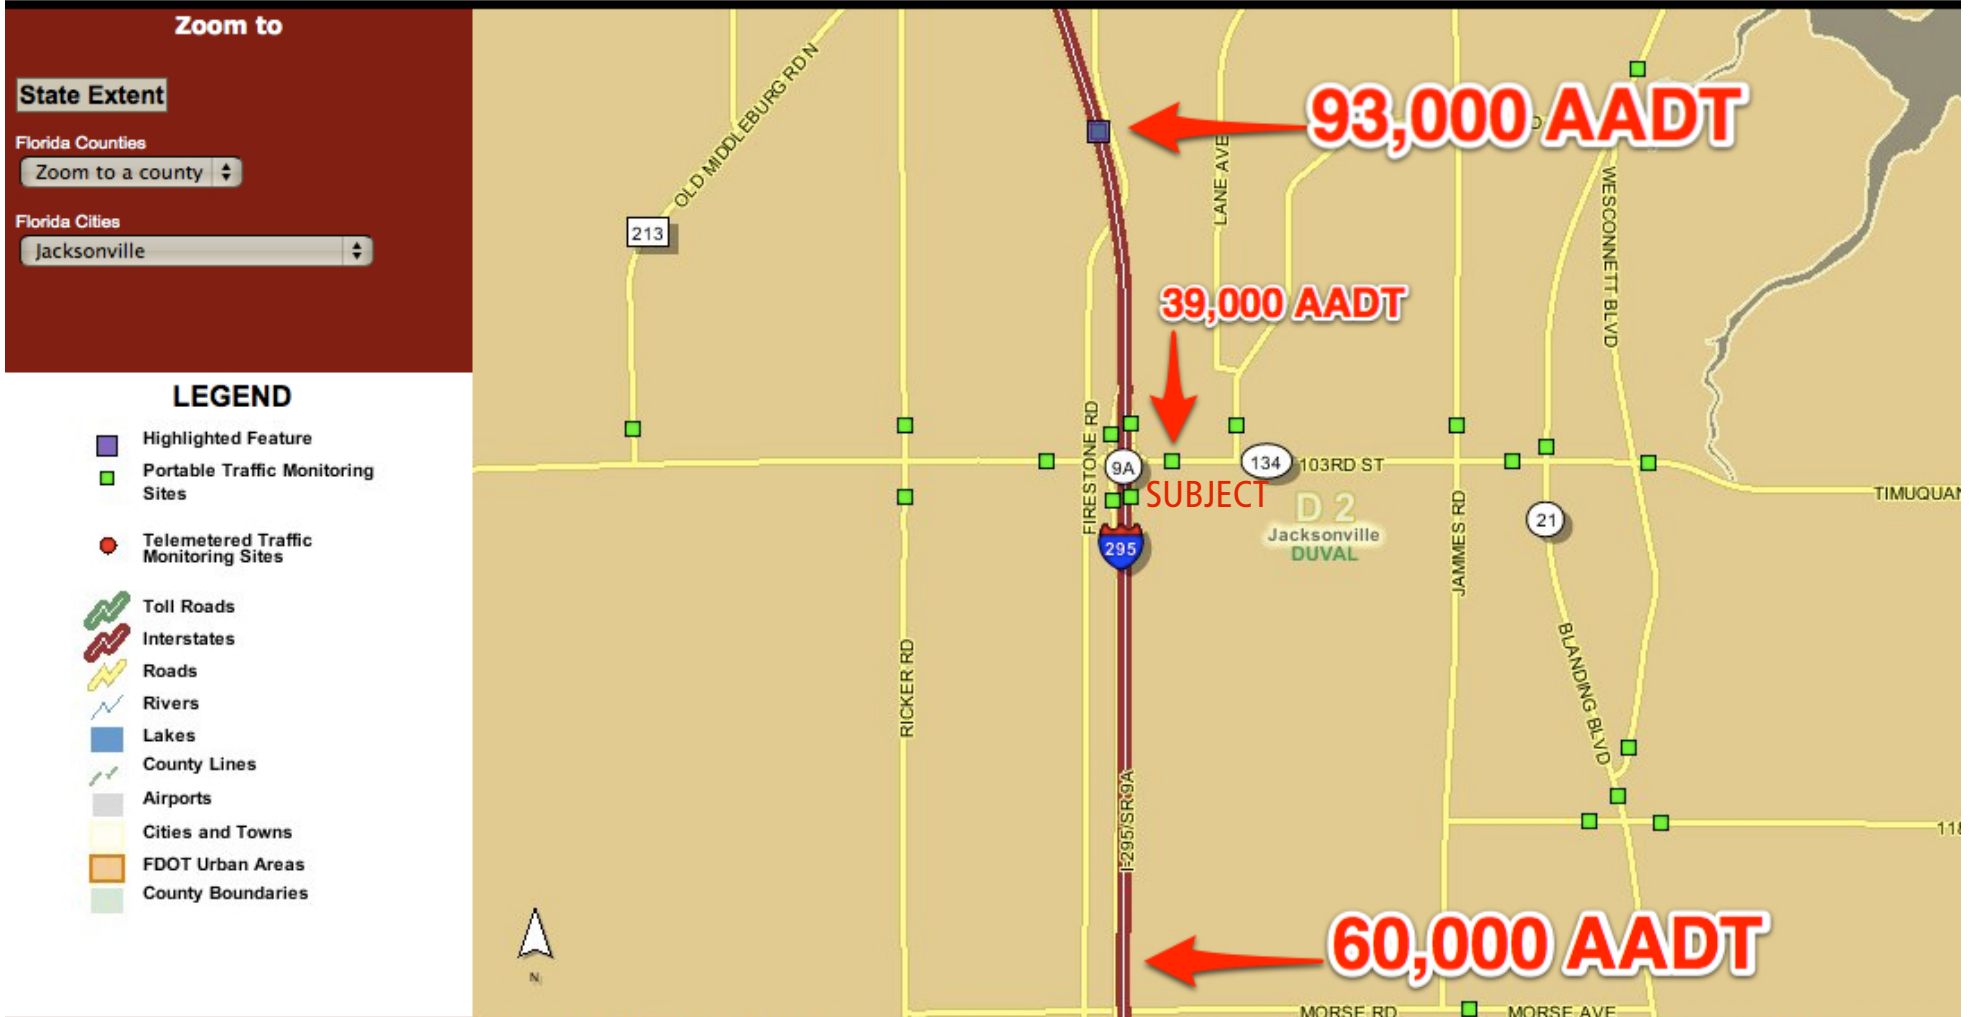 Zoom to
State Extent
Florida Counties
Zoom to a county
Florida Cities
Jacksonville
LEGEND
Highlighted Feature
Portable Traffic Monitoring
Sites
Telemetered Traffic
Monitoring Sites
Toll Roads
Interstates
Roads
Rivers
Lakes
County Lines
Airports
Cities and Towns
FDOT Urban Areas
County Boundaries
N
OLD MIDDLEBURG RD N
213
93,000 AADT
D
LANE AVE
WESCONNETT BLVD
39,000 AADT
FIRESTONE RD
9A
134
103RD ST
SUBJECT
D 2
Jacksonville
DUVAL
295
JAMMES RD
21
TIMUQUAN
RICKER RD
BLANDING BLVD
I-295/SR 9A
118
60,000 AADT
MORSE RD
MORSE AVE